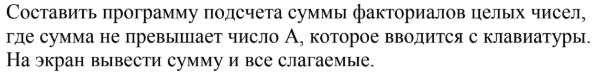 Составить программу подсчета суммы факториалов целых чисел,
где сумма не превышает число А, которое вводится с клавиатуры.
На экран вывести сумму и все слагаемые.